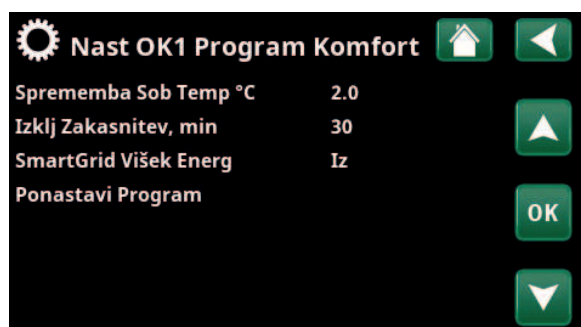 Nast OK1 Program Komfort
Sprememba Sob Temp °C 2.0
Izklj Zakasnitev, min 30
SmartGrid Višek Energ Iz
Ponastavi Program
OK